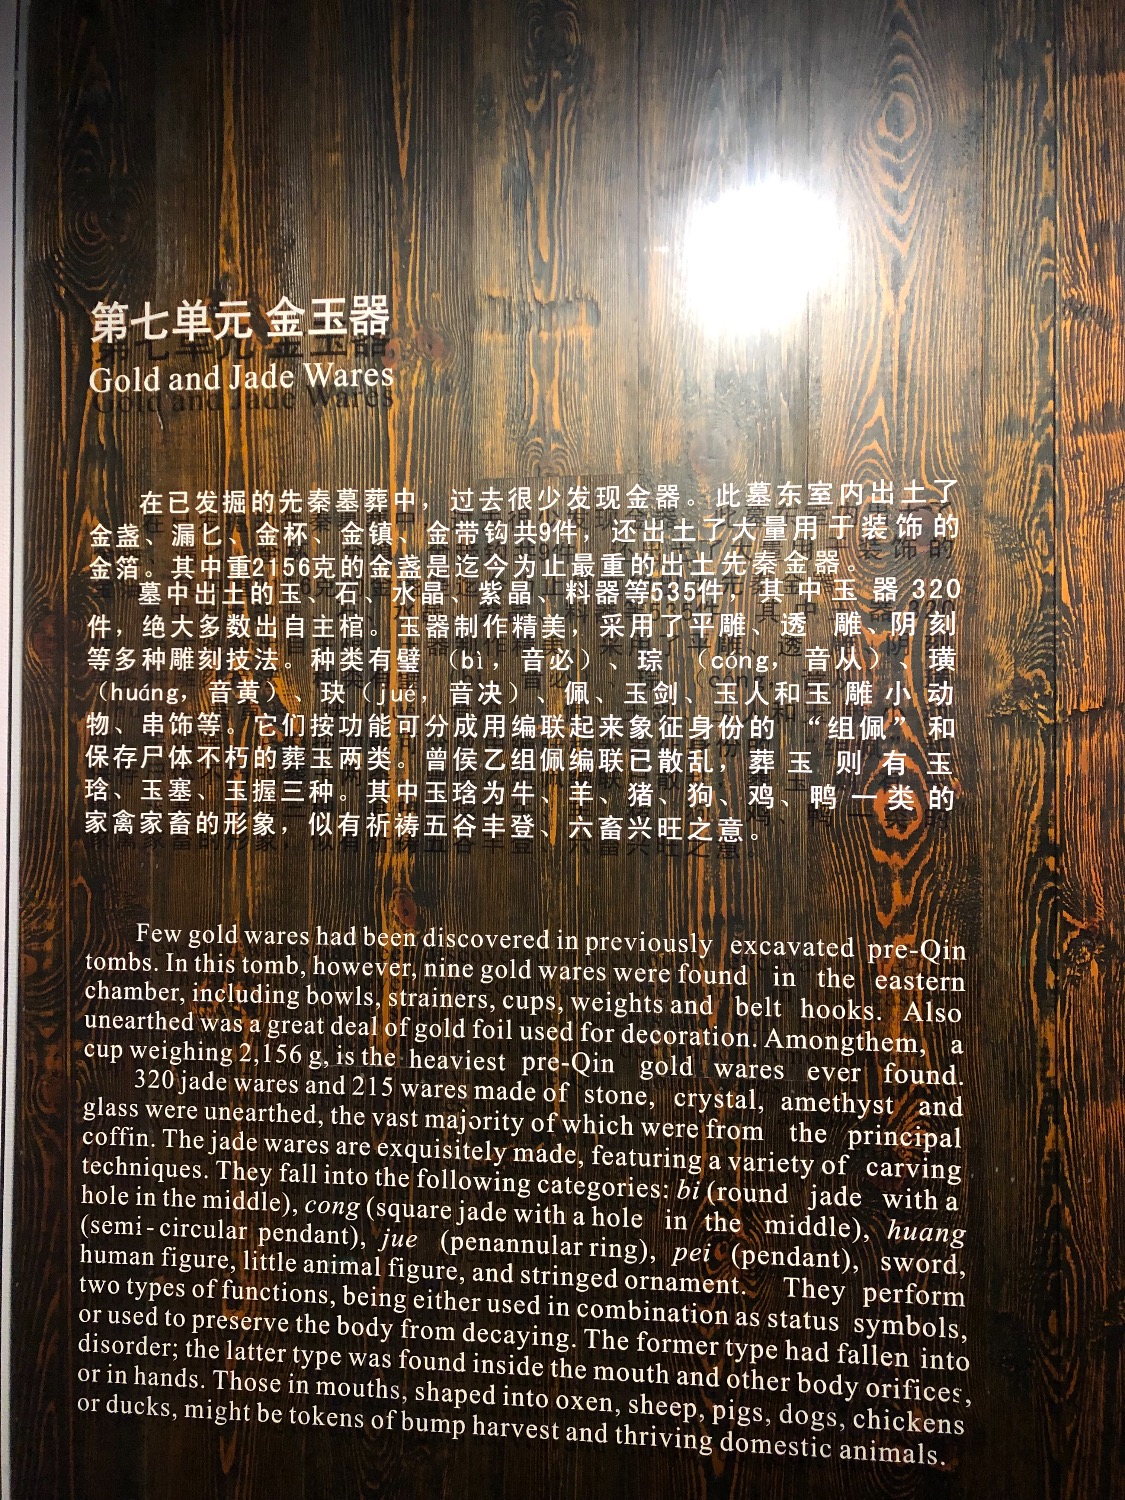 第七单元 金玉器
Gold and Jade Wares
在已发掘的先秦墓葬中，过去很少发现金器。此墓东室内出土了
金盏、漏匕、金杯、金镇、金带钩共9件，还出土了大量用于装饰的
金箔。其中重2156克的金盏是迄今为止最重的出土先秦金器。
墓中出土的玉、石、水晶、紫晶、料器等535件，其中玉器320
件，绝大多数出自主棺。玉器制作精美，采用了平雕、透 雕、阴刻
等多种雕刻技法。种类有璧 （bì，音必）、琮 （cóng，音从）、璜
（huáng，音黄）、玦（jué，音决）、佩、玉剑、玉人和玉雕小动
物、串饰等。它们按功能可分成用编联起来象征身份的 “组佩” 和
保存尸体不朽的葬玉两类。曾侯乙组佩编联已散乱，葬玉则有玉
琀、玉塞、玉握三种。其中玉琀为牛、羊、猪、狗、鸡、鸭一类的
家禽家畜的形象，似有祈祷五谷丰登、六畜兴旺之意。
Few gold wares had been discovered in previously excavated pre-Qin
tombs. In this tomb, however, nine gold wares were found in the eastern
chamber, including bowls, strainers, cups, weights and belt hooks. Also
unearthed was a great deal of gold foil used for decoration. Amongthem, a
cup weighing 2,156 g, is the heaviest pre-Qin gold wares ever found.
320 jade wares and 215 wares made of stone, crystal, amethyst and
glass were unearthed, the vast majority of which were from the principal
coffin. The jade wares are exquisitely made, featuring a variety of carving
techniques. They fall into the following categories: bi (round jade with a
hole in the middle), cong (square jade with a hole in the middle), huang
(semi-circular pendant), jue (penannular ring), pei (pendant), sword,
human figure, little animal figure, and stringed ornament. They perform
two types of functions, being either used in combination as status symbols,
or used to preserve the body from decaying. The former type had fallen into
disorder; the latter type was found inside the mouth and other body orifices,
or in hands. Those in mouths, shaped into oxen, sheep, pigs, dogs, chickens
or ducks, might be tokens of bump harvest and thriving domestic animals.